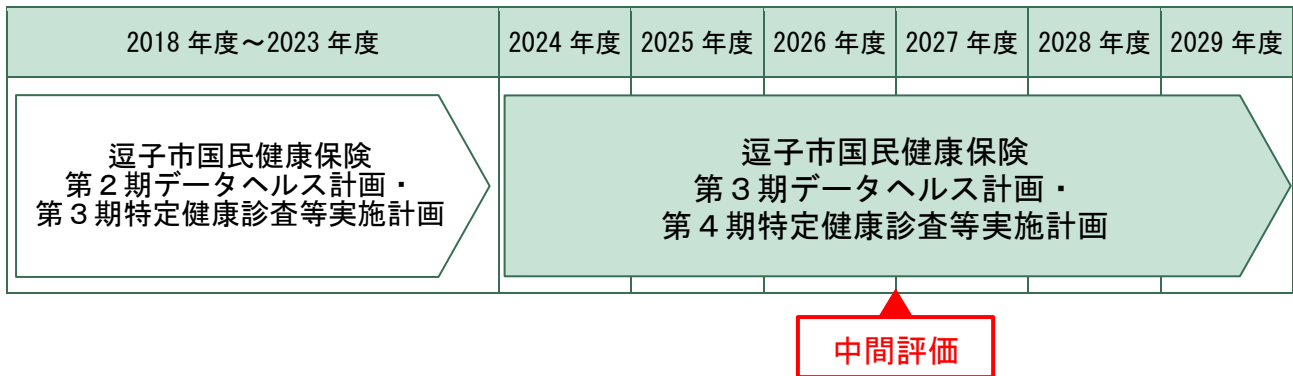 2018 年度～2023 年度 2024 年度 2025 年度 2026 年度 2027 年度 2028 年度 2029 年度
逗子市国民健康保険
第２期データヘルス計画・
第３期特定健康診査等実施計画
逗子市国民健康保険
第３期データヘルス計画・
第４期特定健康診査等実施計画
中間評価